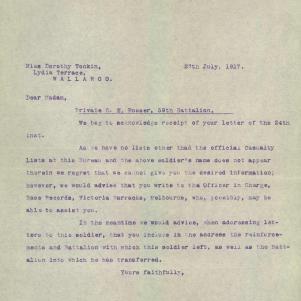 Miss Dorothy Tonkin, 27th July, 1917.
Lydia Terrace,
WALLAROO.
Dear Madam,
Private S. E. Rosser, 59th Battalion.
We beg to acknowledge receipt of your letter of the 24th
inst.
As we have no lists other than the official Casualty
Lists at this Bureau and the above soldier's name does not appear
therein we regret that we cannot give you the desired information;
however, we would advise that you write to the Officer in Charge,
Base Records, Victoria Barracks, Melbourne, who, possibly, may be
able to assist you.
In the meantime we would advise, when addressing let-
ters to this soldier, that you include in the address the reinforce-
ments and Battalion with which this soldier left, as well as the Batt-
alion into which he has transferred.
Yours faithfully,